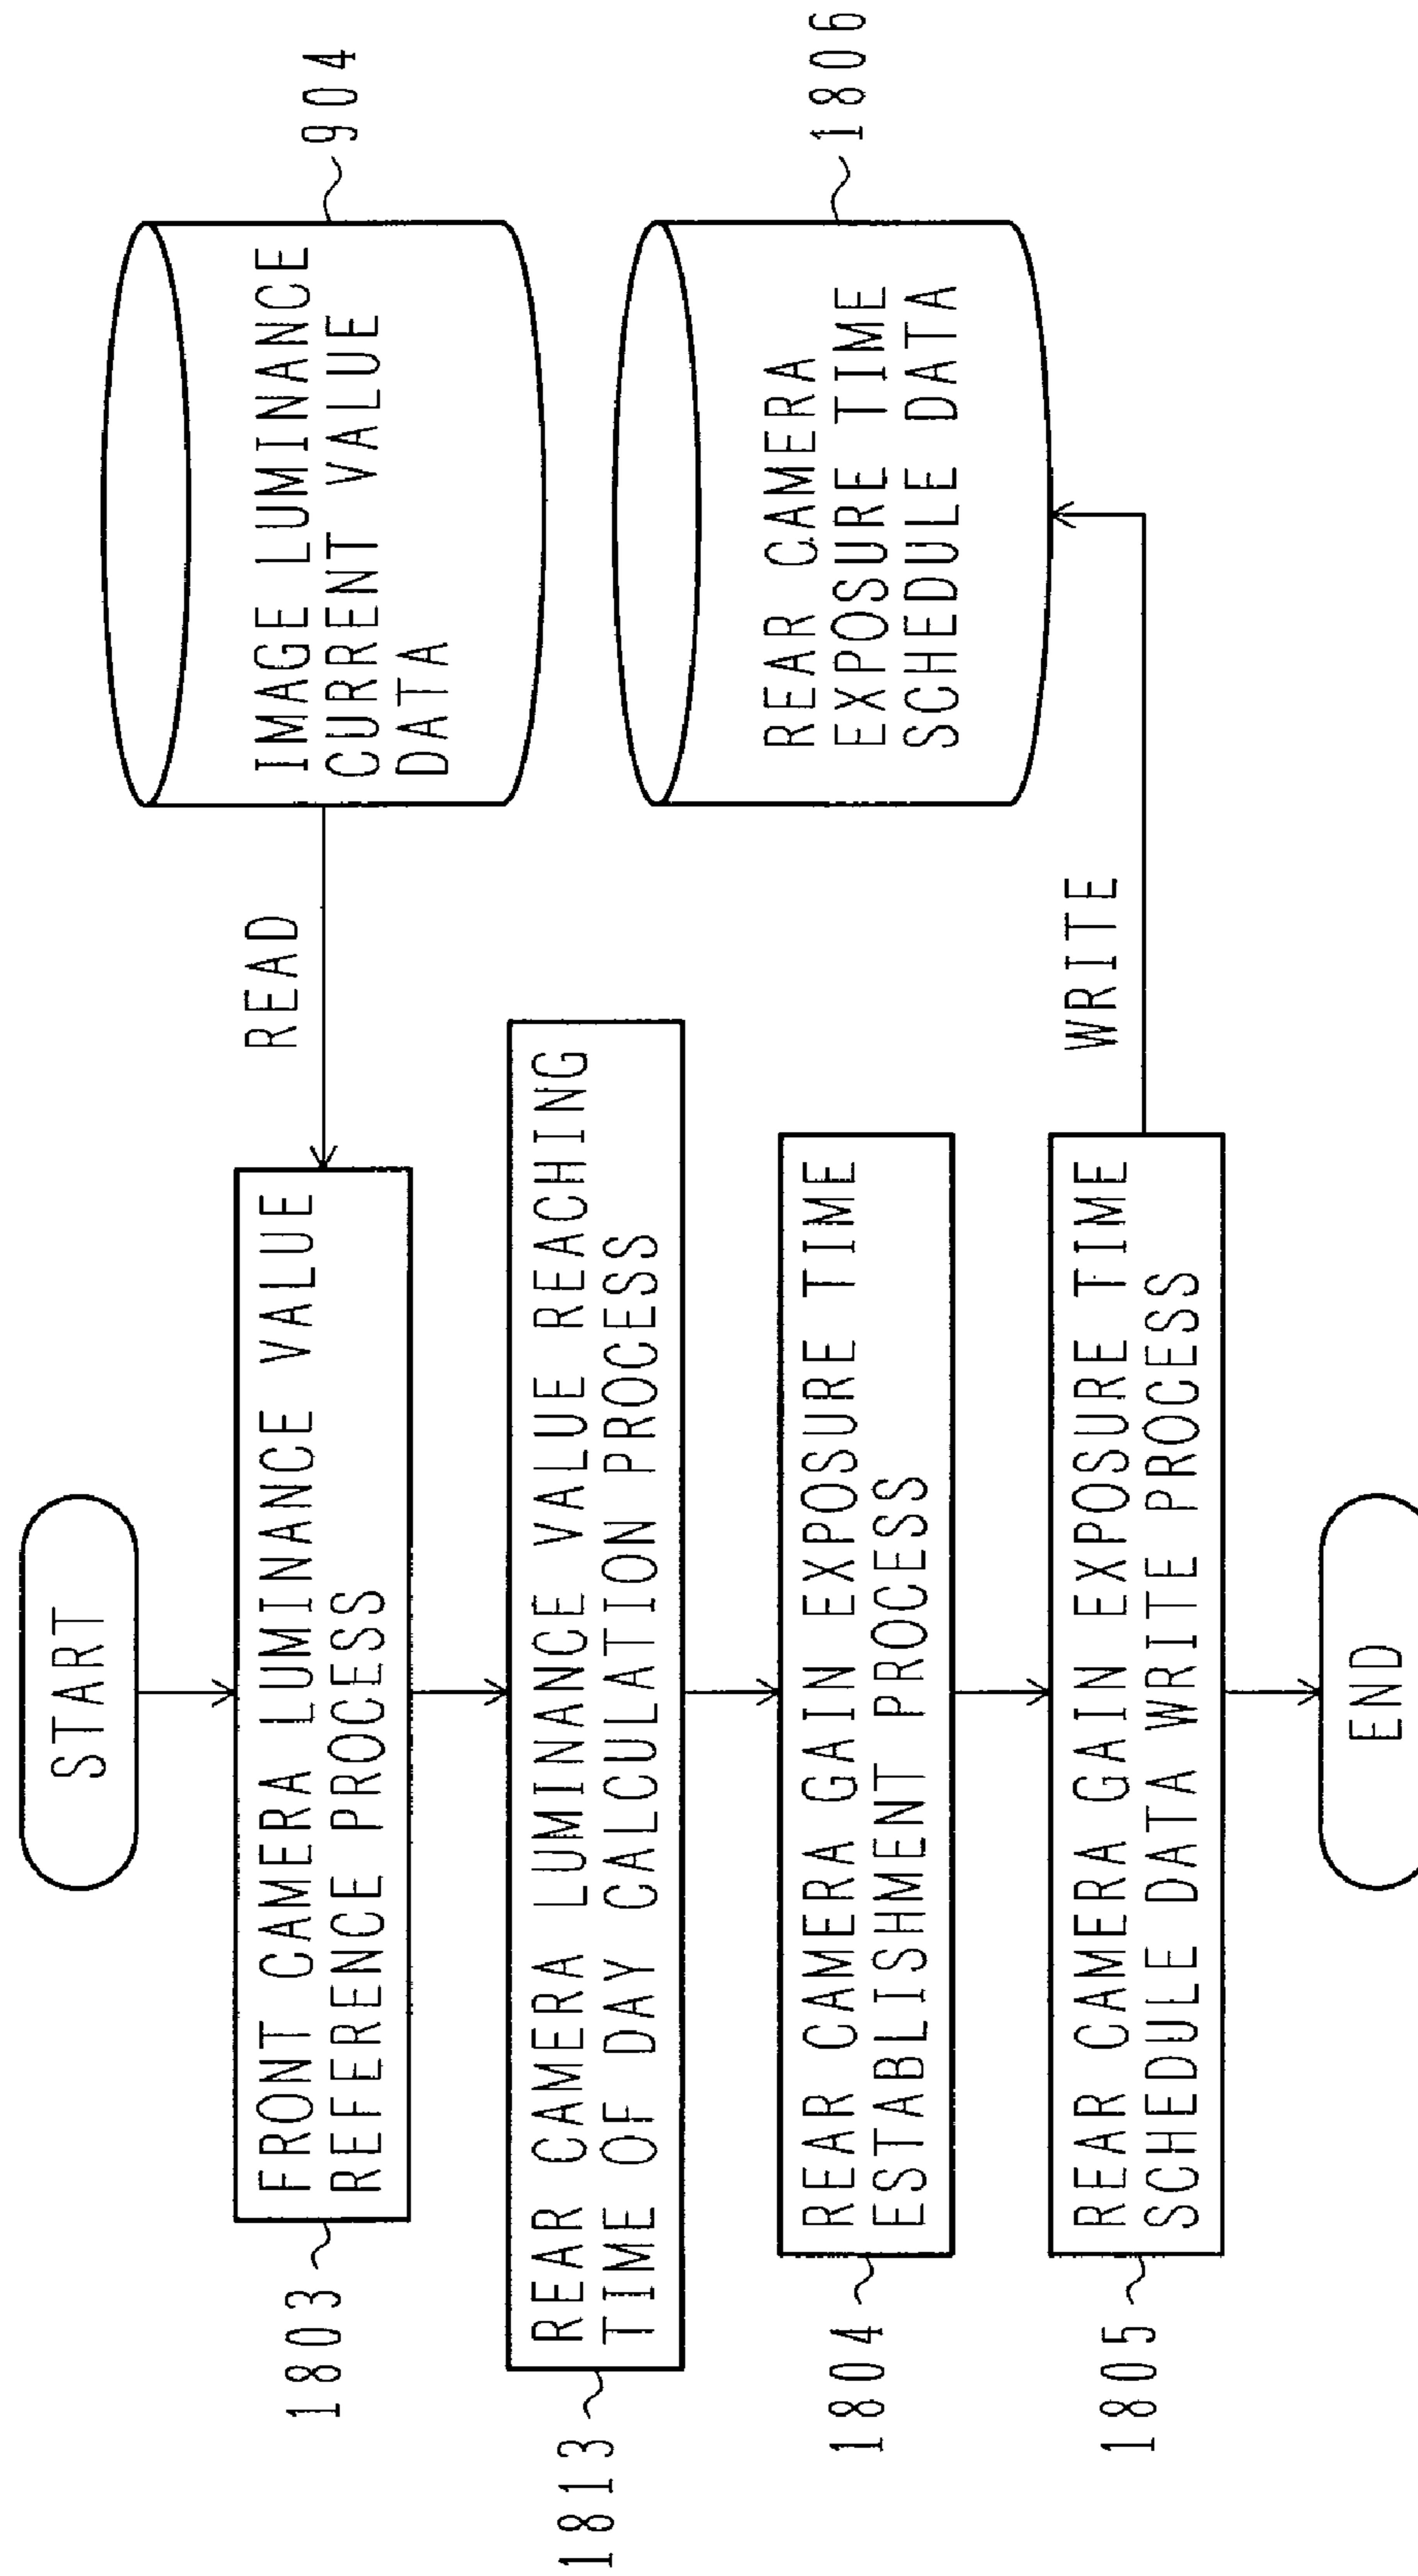 START
FRONT CAMERA LUMINANCE VALUE
REFERENCE PROCESS
1803
READ
IMAGE LUMINANCE
CURRENT VALUE
DATA
904
REAR CAMERA LUMINANCE VALUE REACHING
TIME OF DAY CALCULATION PROCESS
1813
REAR CAMERA GAIN EXPOSURE TIME
ESTABLISHMENT PROCESS
1804
REAR CAMERA
EXPOSURE TIME
SCHEDULE DATA
1806
REAR CAMERA GAIN EXPOSURE TIME
SCHEDULE DATA WRITE PROCESS
1805
WRITE
END